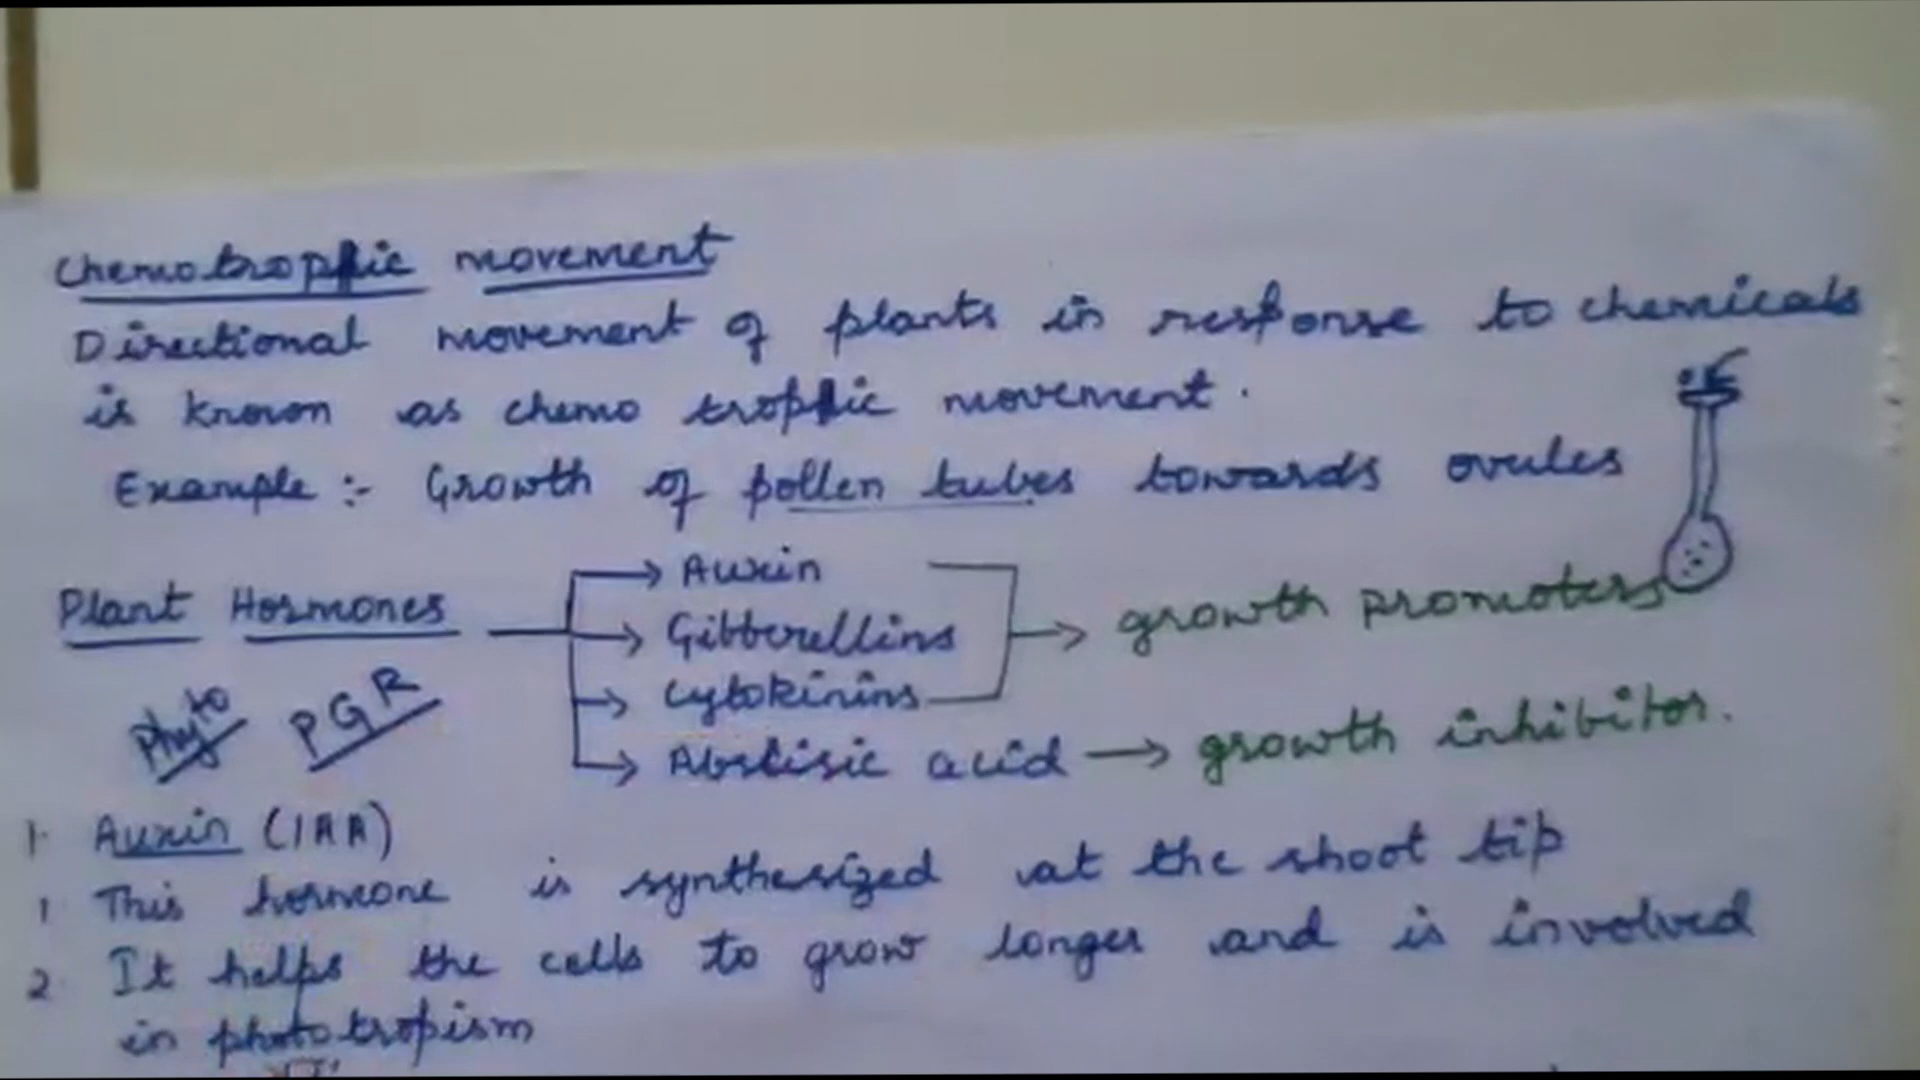 Chemotropic movement
Directional movement of plants in response to chemicals
is known as chemo tropic movement.
Example :- Growth of pollen tubes towards ovules
Plant Hormones → Auxin
→ Gibberellins → growth promoters
→ Cytokinins
→ Abscisic acid → growth inhibitor.
Phyto PGR
1. Auxin (IAA)
1 This hormone is synthesized at the shoot tip
2. It helps the cells to grow longer and is involved
in phototropism